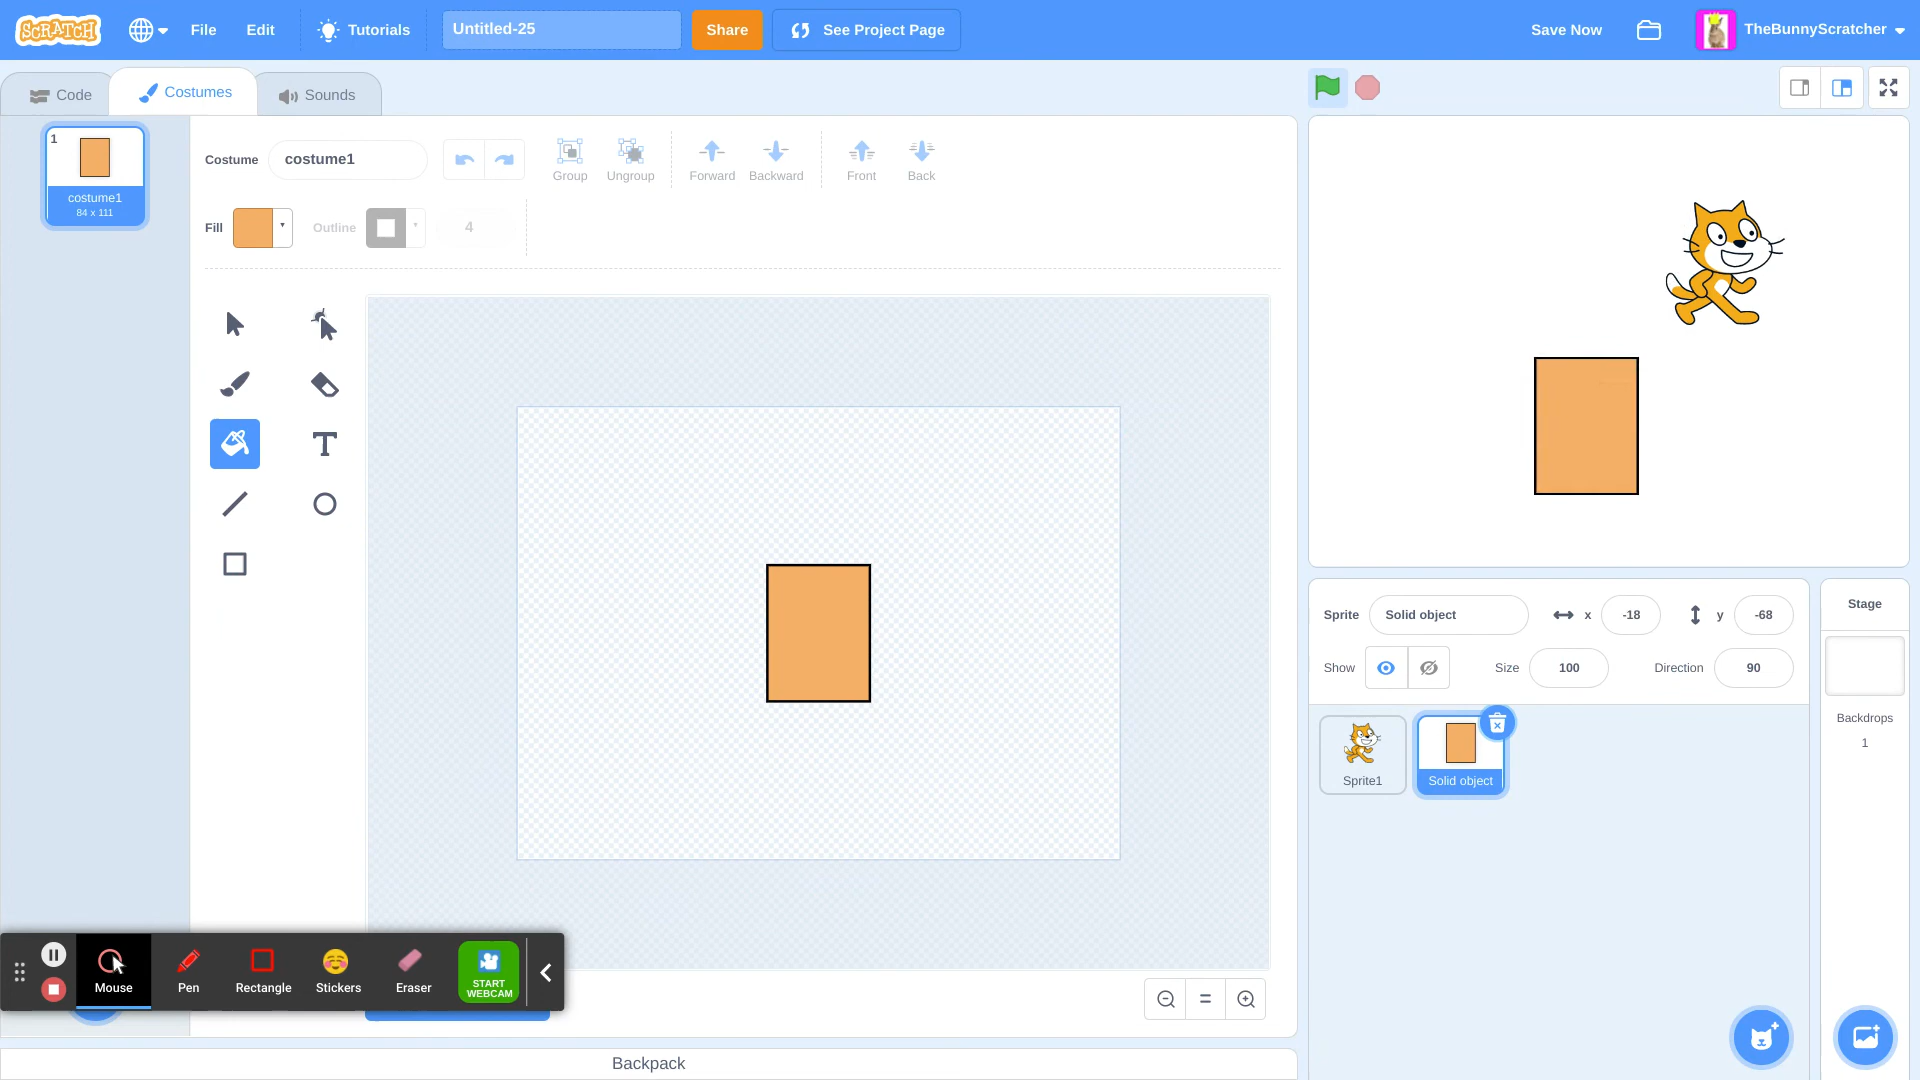 SCRATCH
File
Edit
Tutorials
Untitled-25
Share
See Project Page
Save Now
TheBunnyScratcher
Code
Costumes
Sounds
1
costume1
84 x 111
Costume
costume1
Group
Ungroup
Forward
Backward
Front
Back
Fill
Outline
4
T
Sprite
Solid object
x
-18
y
-68
Show
Size
100
Direction
90
Sprite1
Solid object
Stage
Backdrops
1
Mouse
Pen
Rectangle
Stickers
Eraser
START
WEBCAM
Backpack